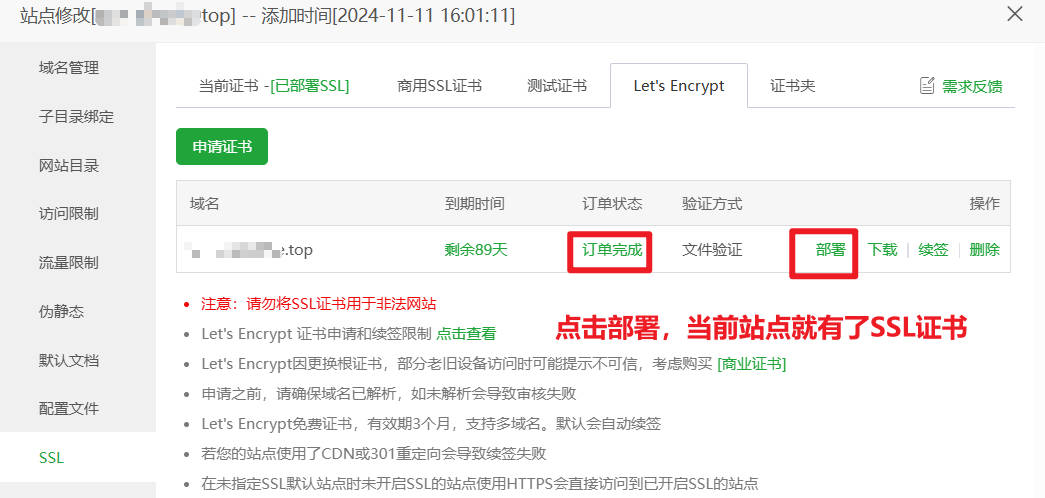 站点修改[ top] -- 添加时间[2024-11-11 16:01:11]
域名管理
子目录绑定
网站目录
访问限制
流量限制
伪静态
默认文档
配置文件
SSL
当前证书 -[已部署SSL]
商用SSL证书
测试证书
Let's Encrypt
证书夹
需求反馈
申请证书
域名 到期时间 订单状态 验证方式 操作
.top 剩余89天 订单完成 文件验证 部署 下载 | 续签 | 删除
注意：请勿将SSL证书用于非法网站
Let's Encrypt 证书申请和续签限制 点击查看
点击部署，当前站点就有了SSL证书
Let's Encrypt因更换根证书，部分老旧设备访问时可能提示不可信，考虑购买 [商业证书]
申请之前，请确保域名已解析，如未解析会导致审核失败
Let's Encrypt免费证书，有效期3个月，支持多域名。默认会自动续签
若您的站点使用了CDN或301重定向会导致续签失败
在未指定SSL默认站点时未开启SSL的站点使用HTTPS会直接访问到已开启SSL的站点